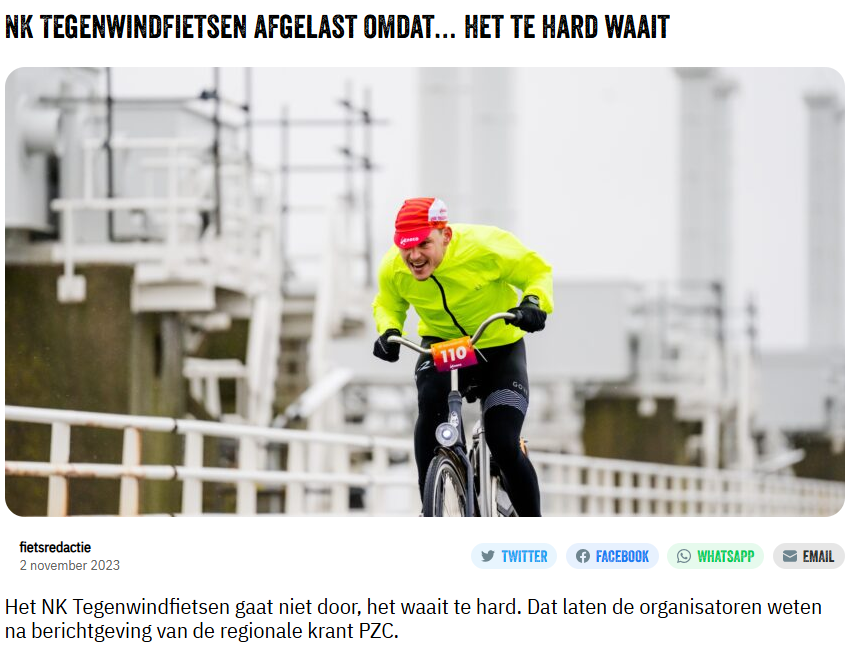 NK TEGENWINDFIETSEN AFGELAST OMDAT... HET TE HARD WAAIT
110
fietsredactie
2 november 2023
TWITTER FACEBOOK WHATSAPP EMAIL
Het NK Tegenwindfietsen gaat niet door, het waait te hard. Dat laten de organisatoren weten
na berichtgeving van de regionale krant PZC.